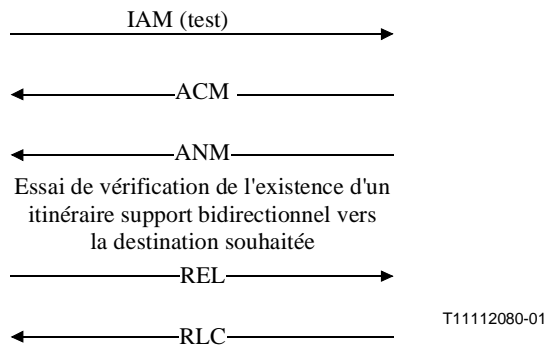 IAM (test)
ACM
ANM
Essai de vérification de l'existence d'un
itinéraire support bidirectionnel vers
la destination souhaitée
REL
T11112080-01
RLC